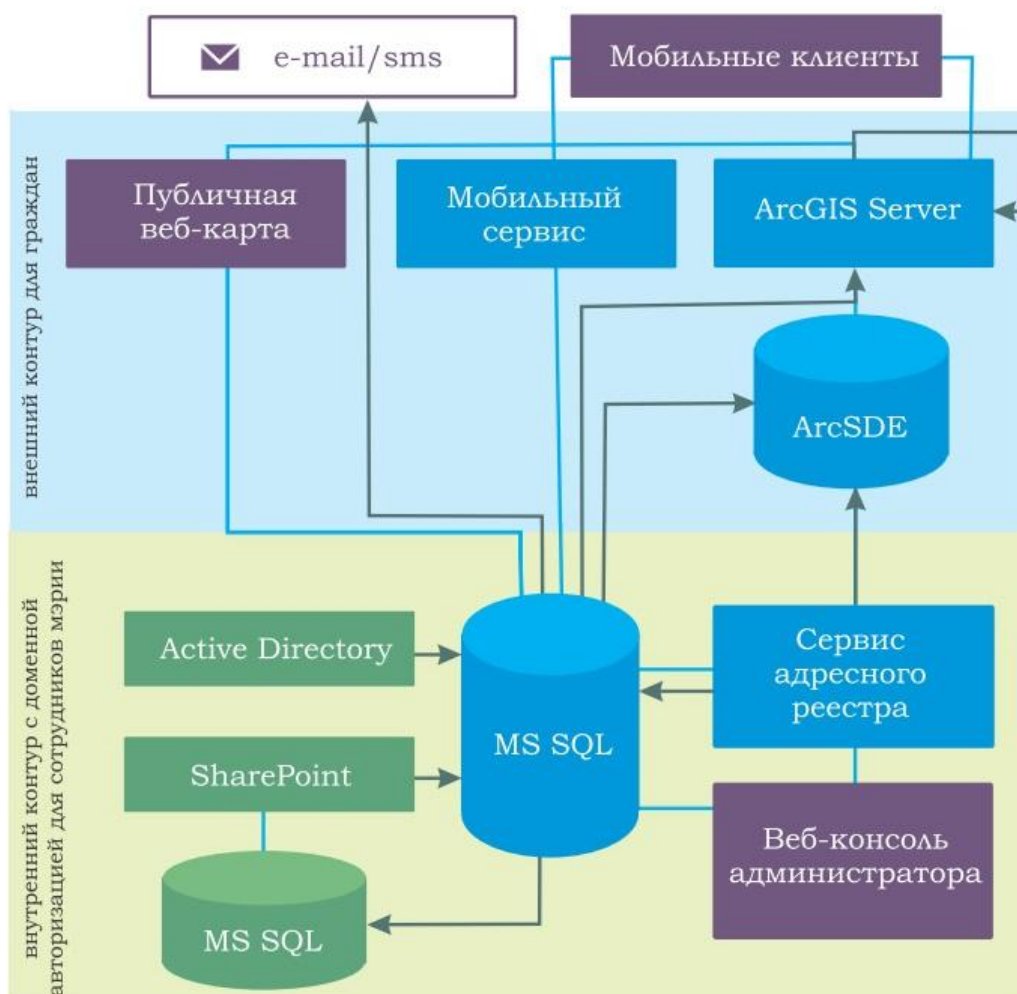 e-mail/sms
Мобильные клиенты
внешний контур для граждан
Публичная
веб-карта
Мобильный
сервис
ArcGIS Server
ArcSDE
внутренний контур с доменной
авторизацией для сотрудников мэрии
Active Directory
SharePoint
MS SQL
MS SQL
Сервис
адресного
реестра
Веб-консоль
администратора